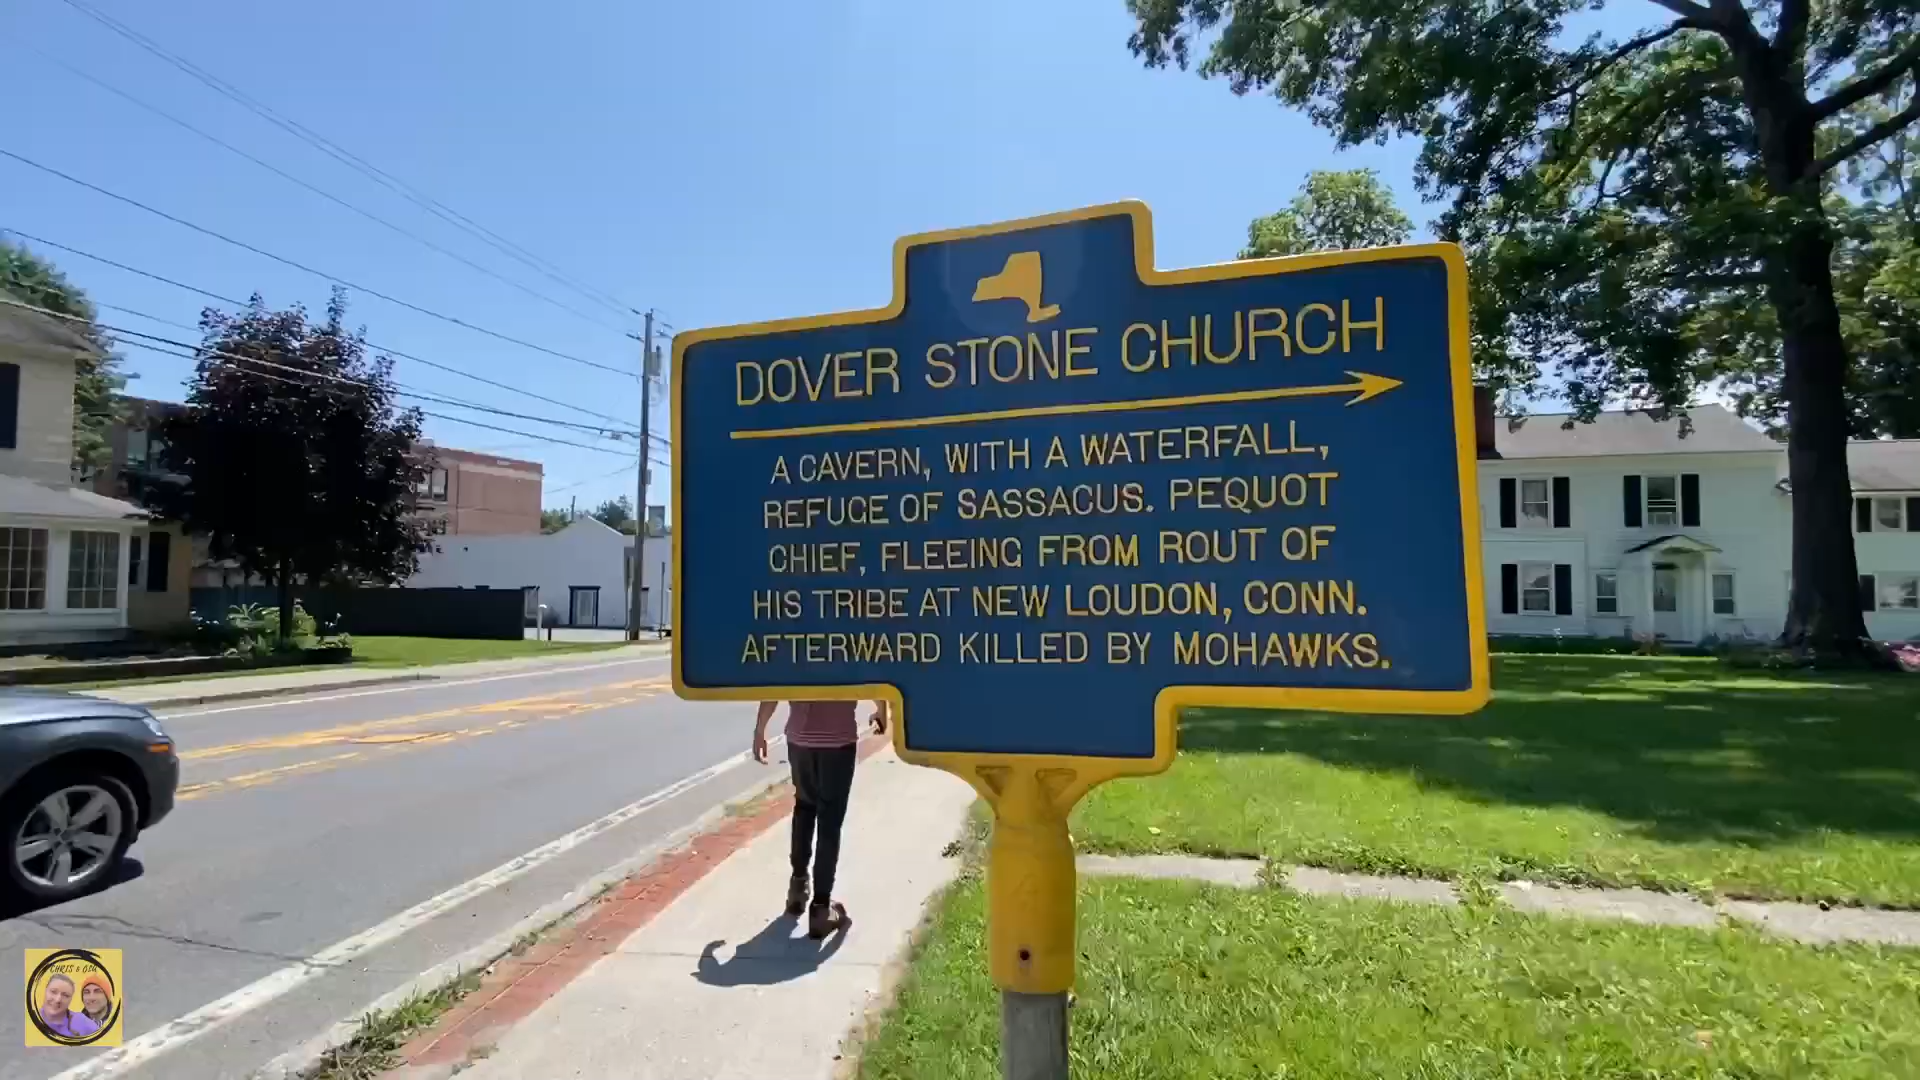 DOVER STONE CHURCH
A CAVERN, WITH A WATERFALL,
REFUGE OF SASSACUS. PEQUOT
CHIEF, FLEEING FROM ROUT OF
HIS TRIBE AT NEW LOUDON, CONN.
AFTERWARD KILLED BY MOHAWKS.